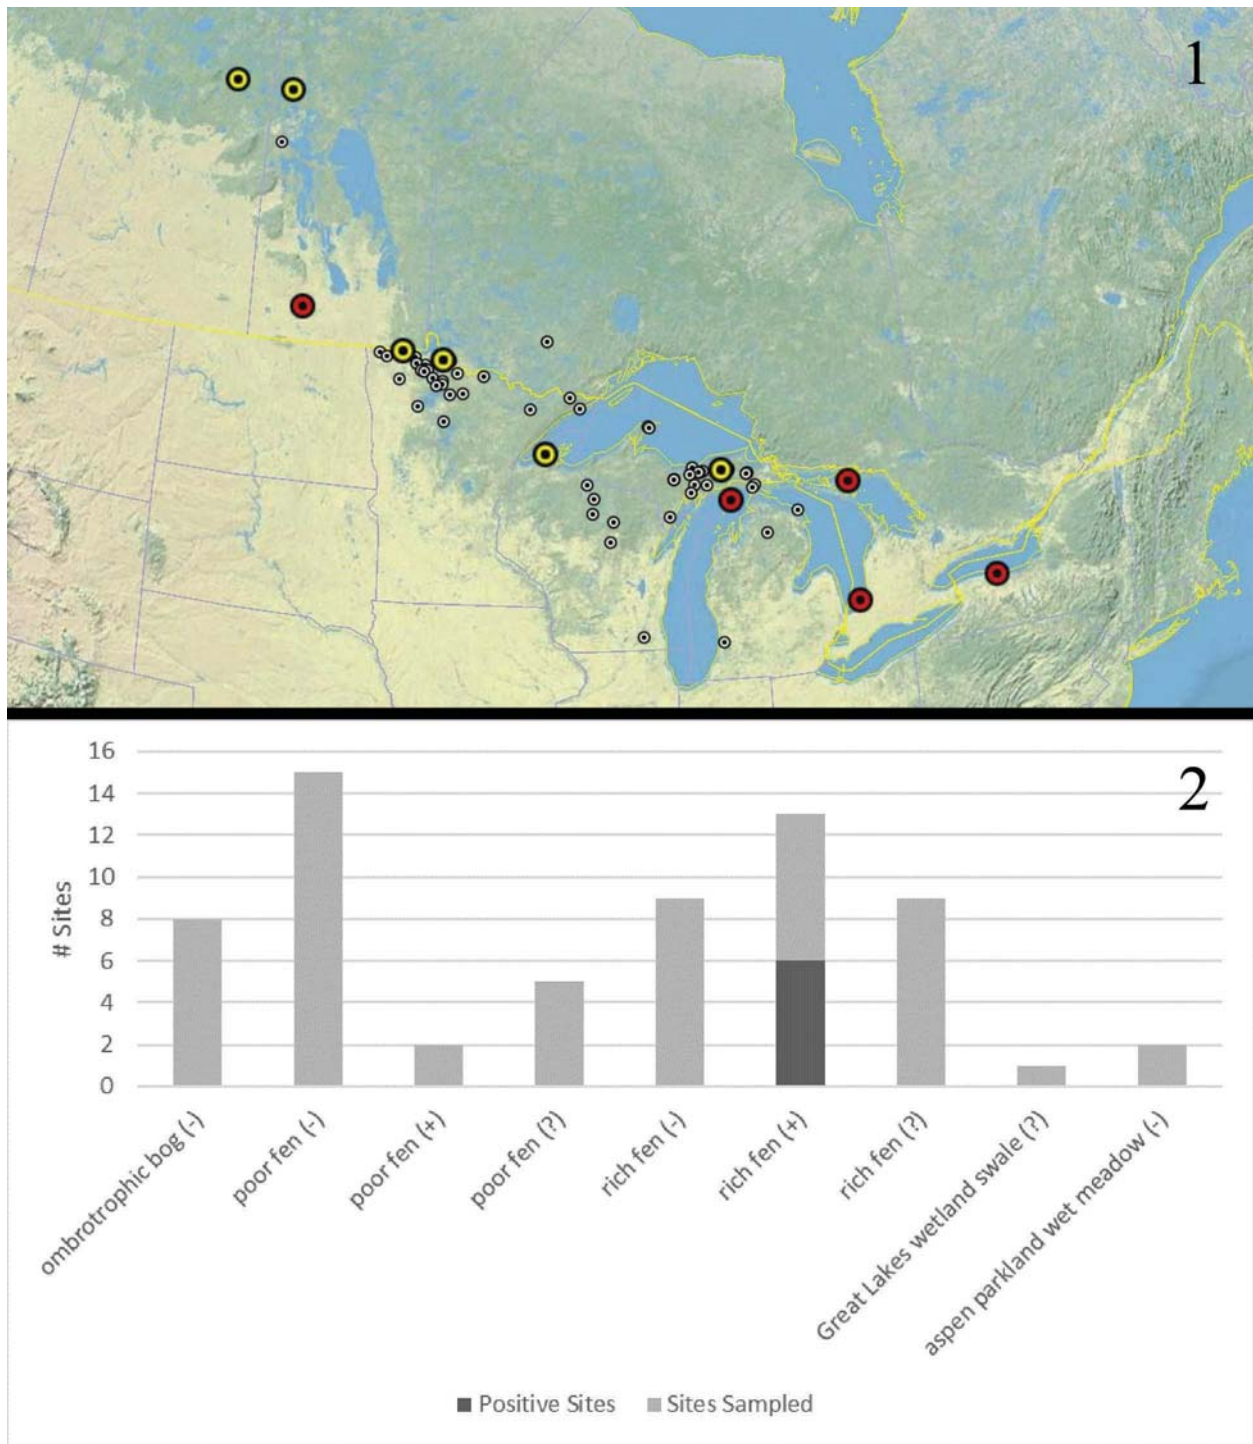 1
2
16
14
12
10
8
6
4
2
0
# Sites
ombrotrophic bog (-)
poor fen (-)
poor fen (+)
poor fen (?)
rich fen (-)
rich fen (+)
rich fen (?)
Great Lakes wetland swale (?)
aspen parkland wet meadow (-)
Positive Sites
Sites Sampled